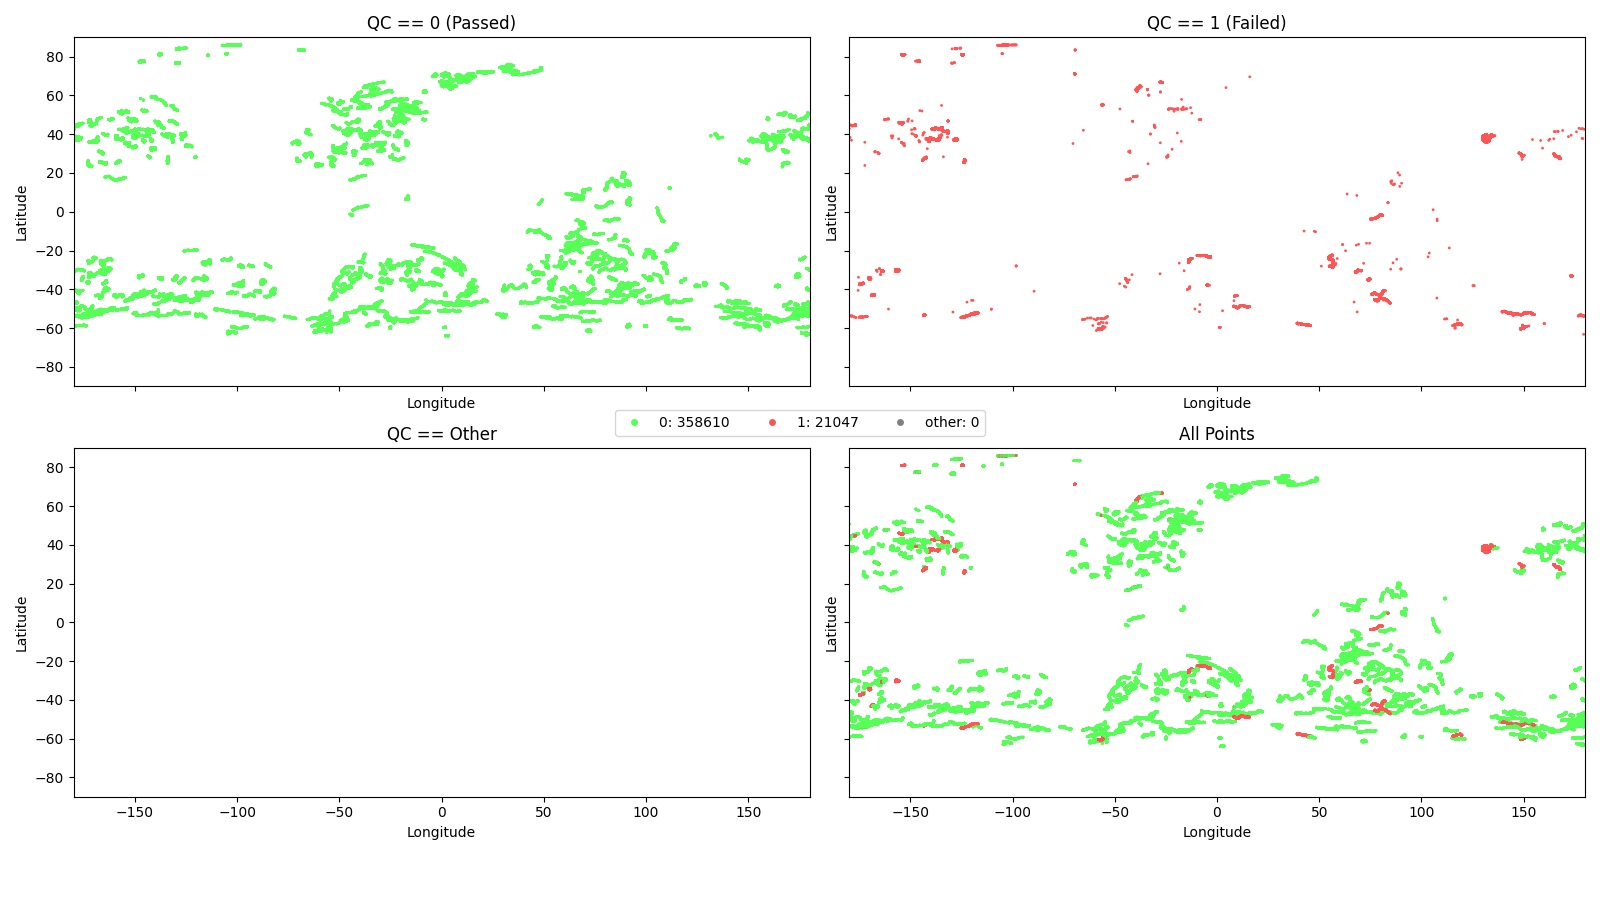 QC == 0 (Passed)
QC == 1 (Failed)
80
60
40
20
0
−20
−40
−60
−80
Latitude
Latitude
Longitude
Longitude
0: 358610
1: 21047
other: 0
QC == Other
All Points
80
60
40
20
0
−20
−40
−60
−80
Latitude
Latitude
−150
−100
−50
0
50
100
150
−150
−100
−50
0
50
100
150
Longitude
Longitude